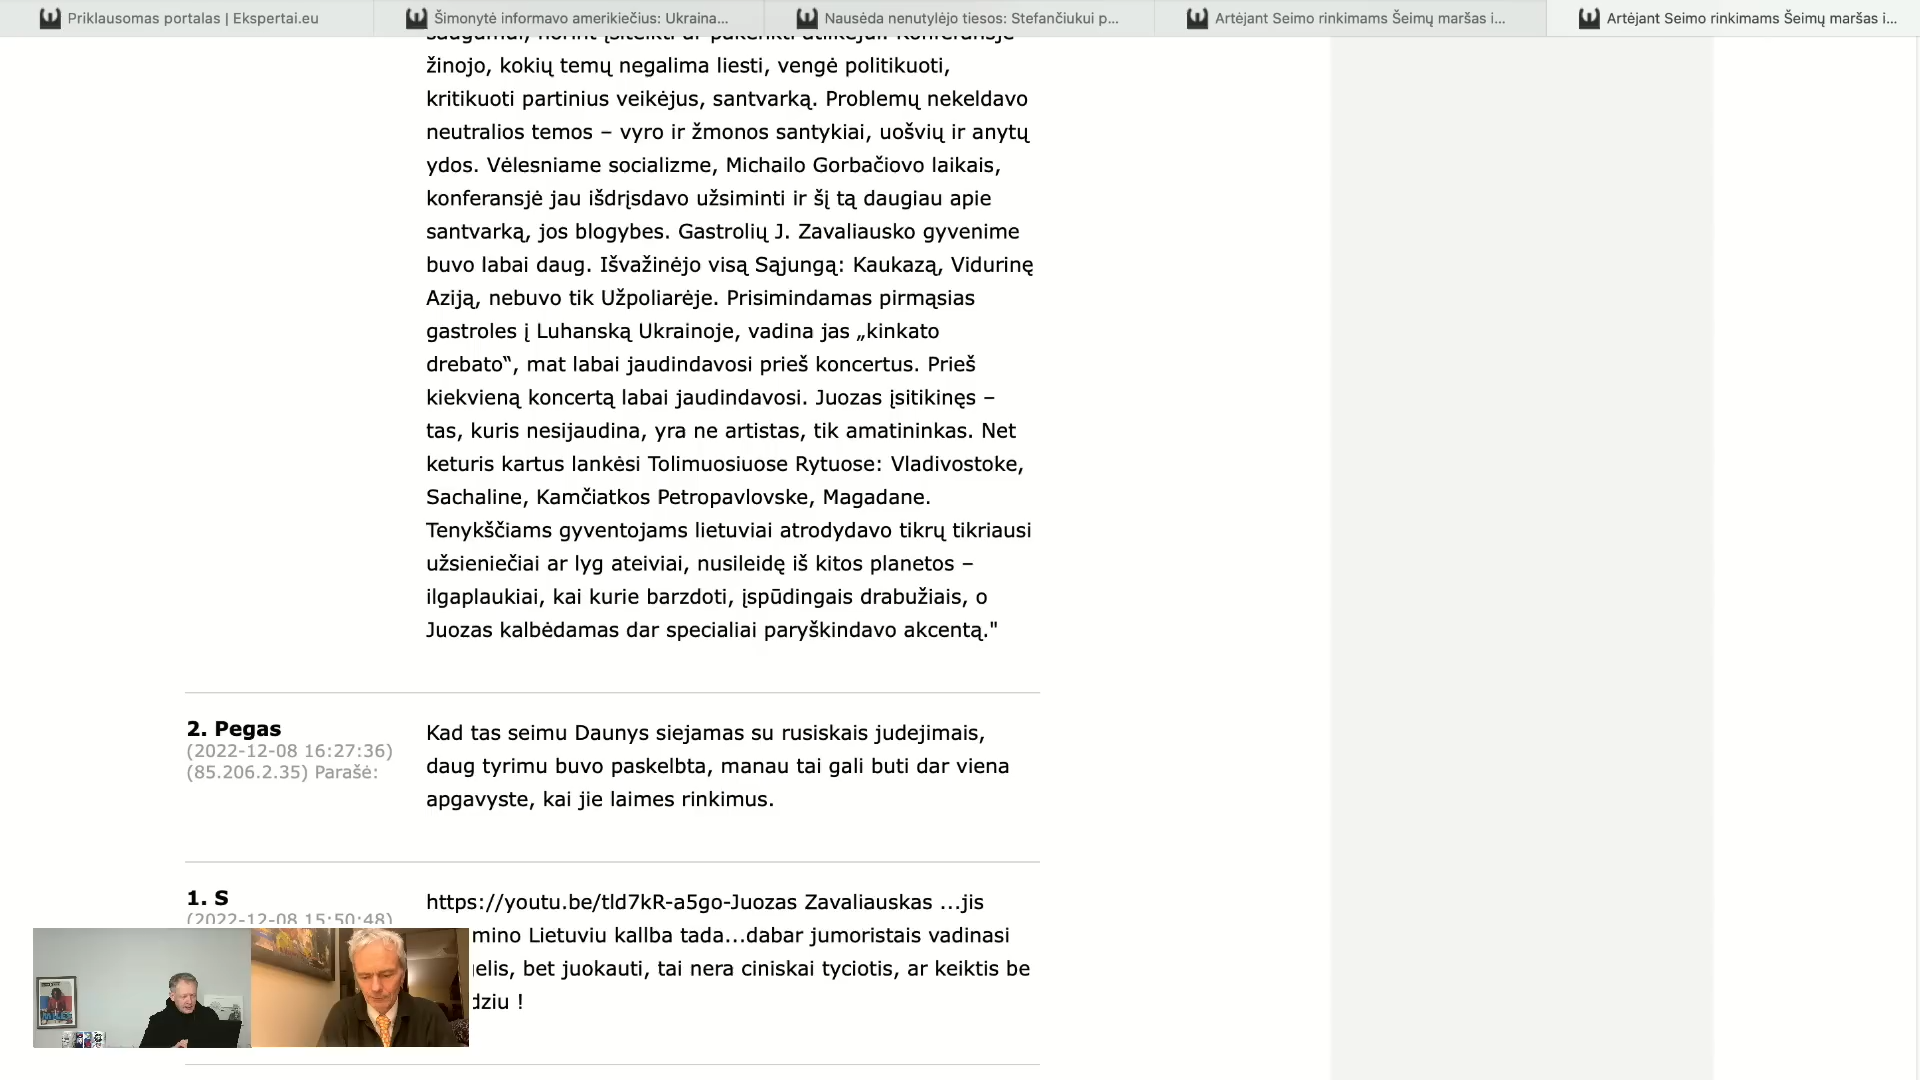 Priklausomas portalas | Ekspertai.eu
Šimonytė informavo amerikiečius: Ukraina...
Nausėda nenutylėjo tiesos: Stefančiukui p...
Artėjant Seimo rinkimams Šeimų maršas i...
Artėjant Seimo rinkimams Šeimų maršas i...
žinojo, kokių temų negalima liesti, vengė politikuoti,
kritikuoti partinius veikėjus, santvarką. Problemų nekeldavo
neutralios temos – vyro ir žmonos santykiai, uošvių ir anytų
ydos. Vėlesniame socializme, Michailo Gorbačiovo laikais,
konferansjė jau išdrįsdavo užsiminti ir šį tą daugiau apie
santvarką, jos blogybes. Gastrolių J. Zavaliausko gyvenime
buvo labai daug. Išvažinėjo visą Sąjungą: Kaukazą, Vidurinę
Aziją, nebuvo tik Užpoliarėje. Prisimindamas pirmąsias
gastroles į Luhanską Ukrainoje, vadina jas „kinkato
drebato“, mat labai jaudindavosi prieš koncertus. Prieš
kiekvieną koncertą labai jaudindavosi. Juozas įsitikinęs –
tas, kuris nesijaudina, yra ne artistas, tik amatininkas. Net
keturis kartus lankėsi Tolimuosiuose Rytuose: Vladivostoke,
Sachaline, Kamčiatkos Petropavlovske, Magadane.
Tenykščiams gyventojams lietuviai atrodydavo tikrų tikriausi
užsieniečiai ar lyg ateiviai, nusileidę iš kitos planetos –
ilgaplaukiai, kai kurie barzdoti, įspūdingais drabužiais, o
Juozas kalbėdamas dar specialiai paryškindavo akcentą."
2. Pegas
(2022-12-08 16:27:36)
(85.206.2.35) Parašė:
Kad tas seimu Daunys siejamas su rusiskais judejimais,
daug tyrimu buvo paskelbta, manau tai gali buti dar viena
apgavyste, kai jie laimes rinkimus.
1. S
(2022-12-08 15:50:48)
https://youtu.be/tld7kR-a5go-Juozas Zavaliauskas ...jis
mino Lietuviu kallba tada...dabar jumoristais vadinasi
elis, bet juokauti, tai nera ciniskai tyciotis, ar keiktis be
dziu !